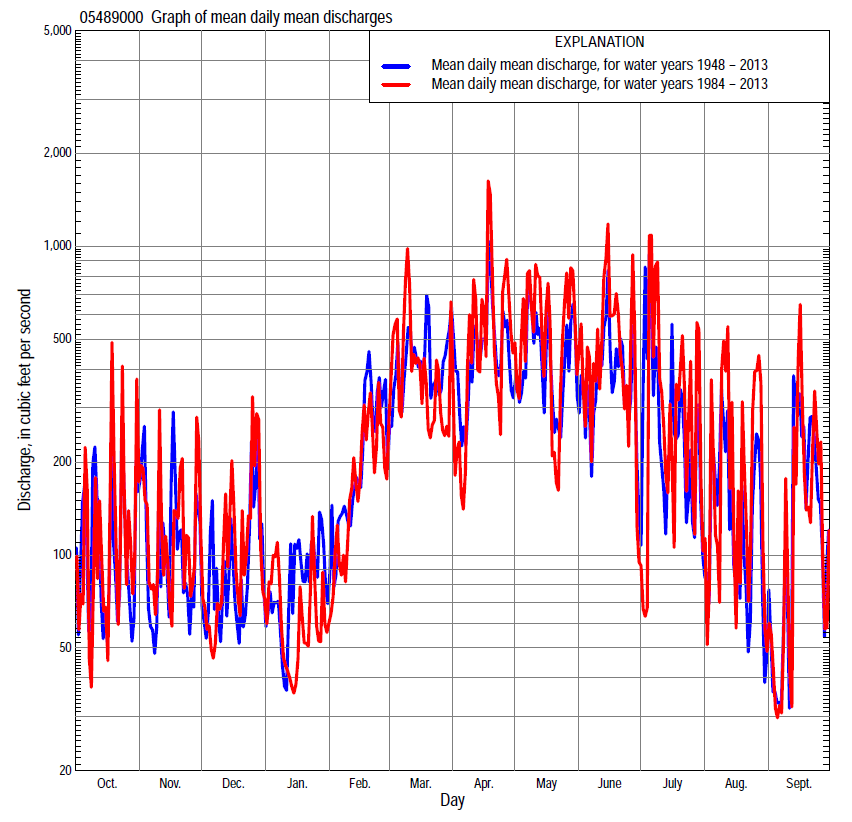 05489000 Graph of mean daily mean discharges
EXPLANATION
Mean daily mean discharge, for water years 1948 – 2013
Mean daily mean discharge, for water years 1984 – 2013
Discharge, in cubic feet per second
5,000
2,000
1,000
500
200
100
50
20
Oct. Nov. Dec. Jan. Feb. Mar. Apr. May June July Aug. Sept.
Day